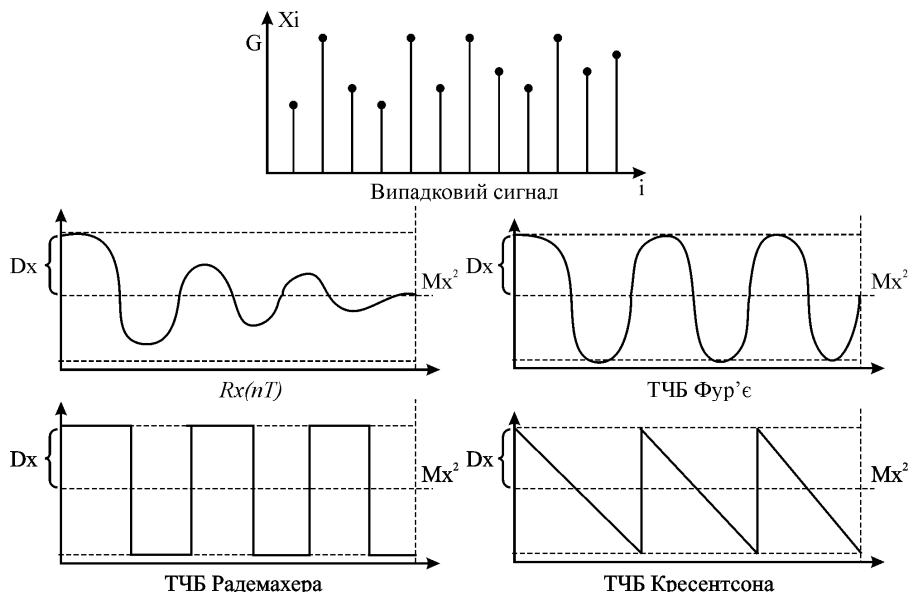 Xi
G
i
Випадковий сигнал
Dx
Mx²
Rx(nT)
Dx
Mx²
ТЧБ Фур’є
Dx
Mx²
ТЧБ Радемахера
Dx
Mx²
ТЧБ Кресентсона